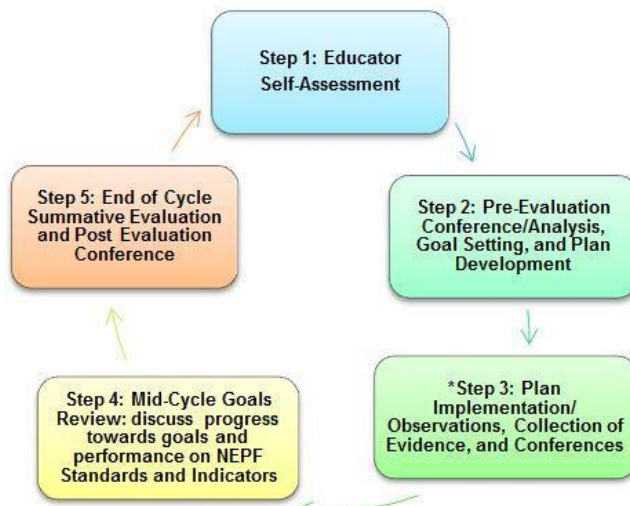 Step 1: Educator
Self-Assessment
Step 2: Pre-Evaluation
Conference/Analysis,
Goal Setting, and Plan
Development
*Step 3: Plan
Implementation/
Observations, Collection of
Evidence, and Conferences
Step 4: Mid-Cycle Goals
Review: discuss progress
towards goals and
performance on NEPF
Standards and Indicators
Step 5: End of Cycle
Summative Evaluation
and Post Evaluation
Conference